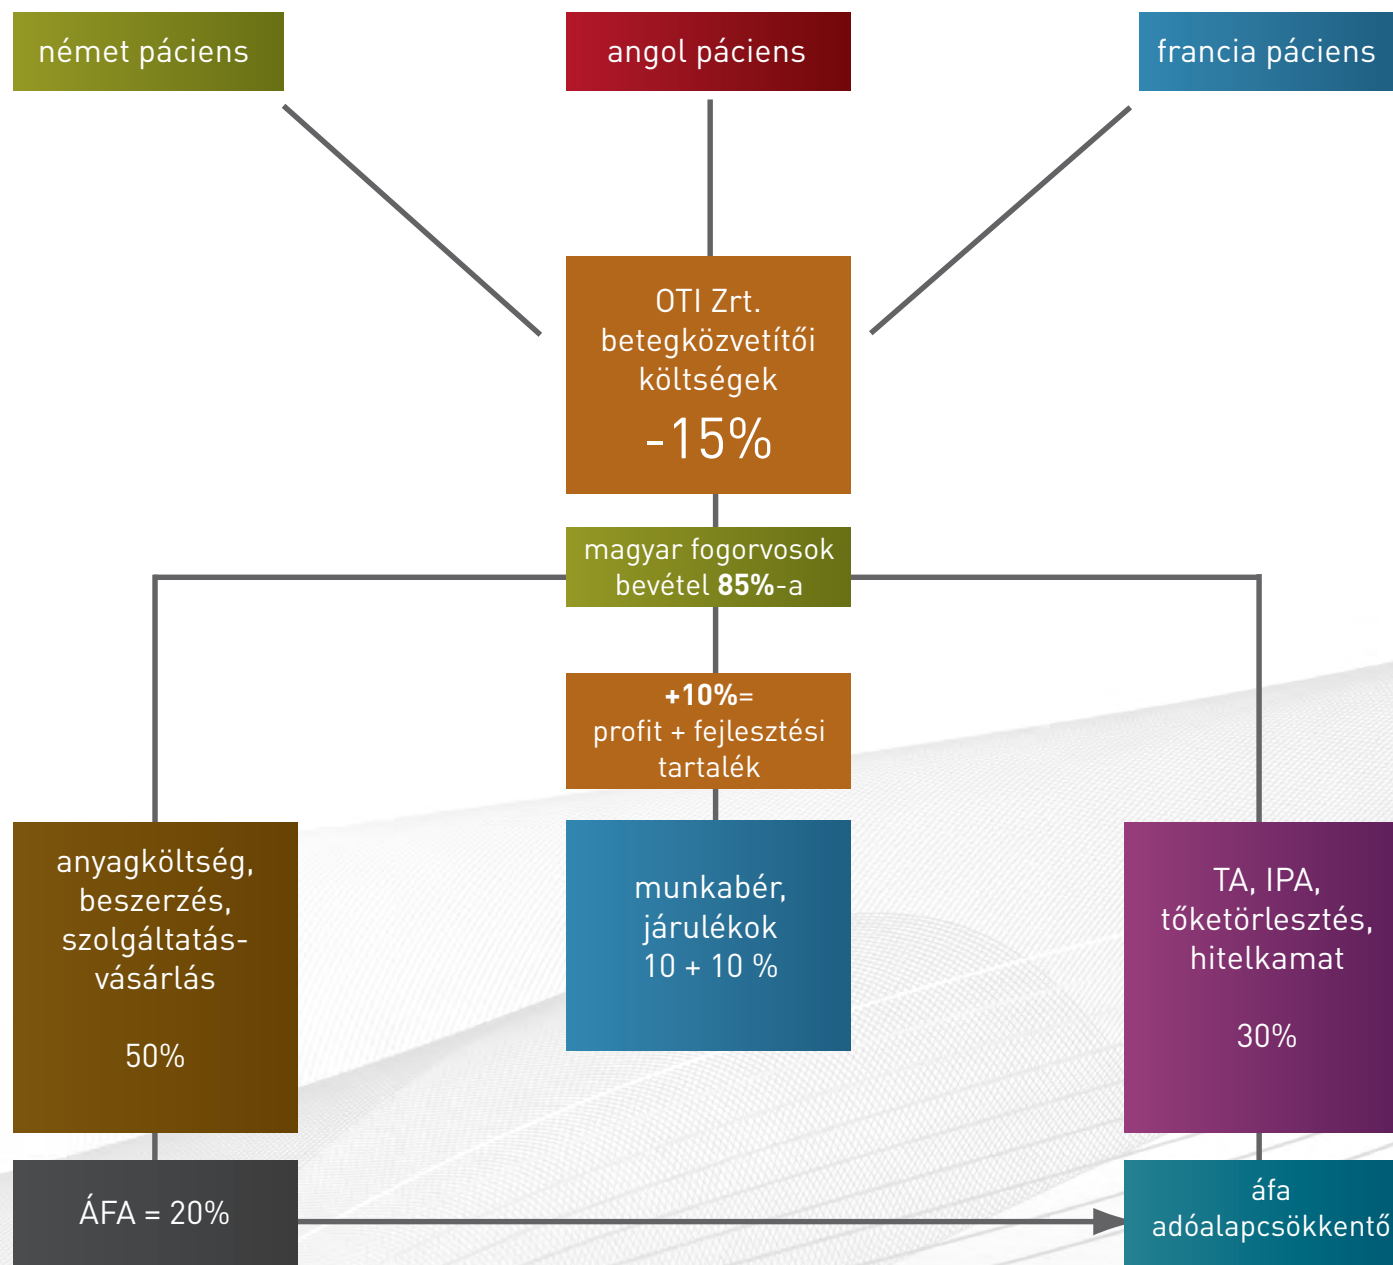 német páciens
angol páciens
francia páciens
OTI Zrt.
betegközvetítői
költségek
-15%
magyar fogorvosok
bevétel 85%-a
+10%=
profit + fejlesztési
tartalék
anyagköltség,
beszerzés,
szolgáltatás-
vásárlás
50%
munkabér,
járulékok
10 + 10 %
TA, IPA,
tőketörlesztés,
hitelkamat
30%
ÁFA = 20%
áfa
adóalapcsökkentő